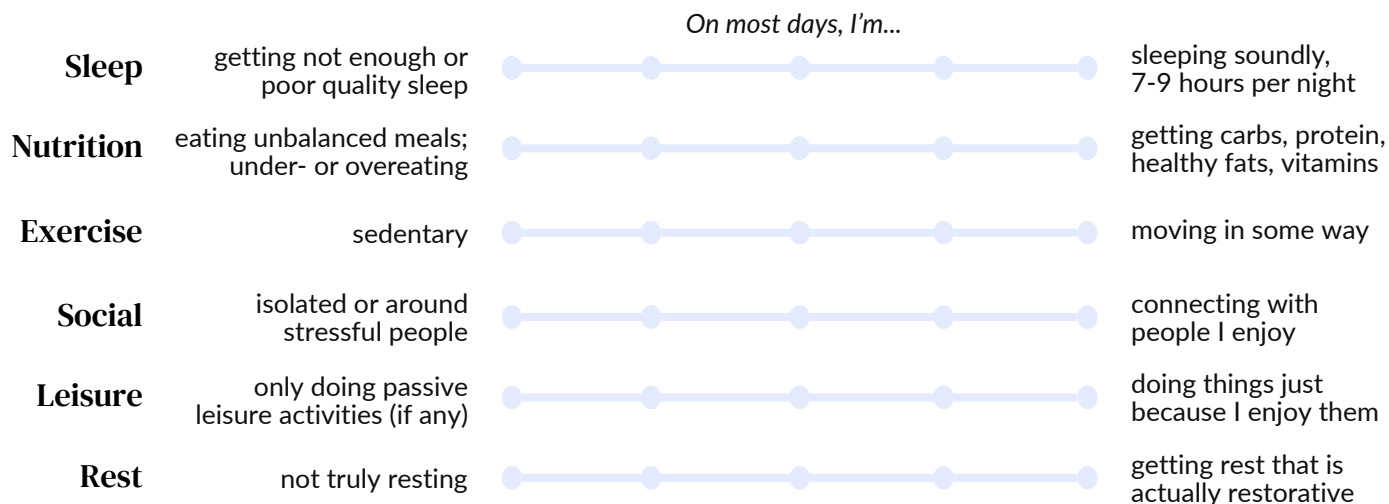 On most days, I'm...
Sleep
getting not enough or
poor quality sleep
sleeping soundly,
7-9 hours per night
Nutrition
eating unbalanced meals;
under- or overeating
getting carbs, protein,
healthy fats, vitamins
Exercise
sedentary
moving in some way
Social
isolated or around
stressful people
connecting with
people I enjoy
Leisure
only doing passive
leisure activities (if any)
doing things just
because I enjoy them
Rest
not truly resting
getting rest that is
actually restorative